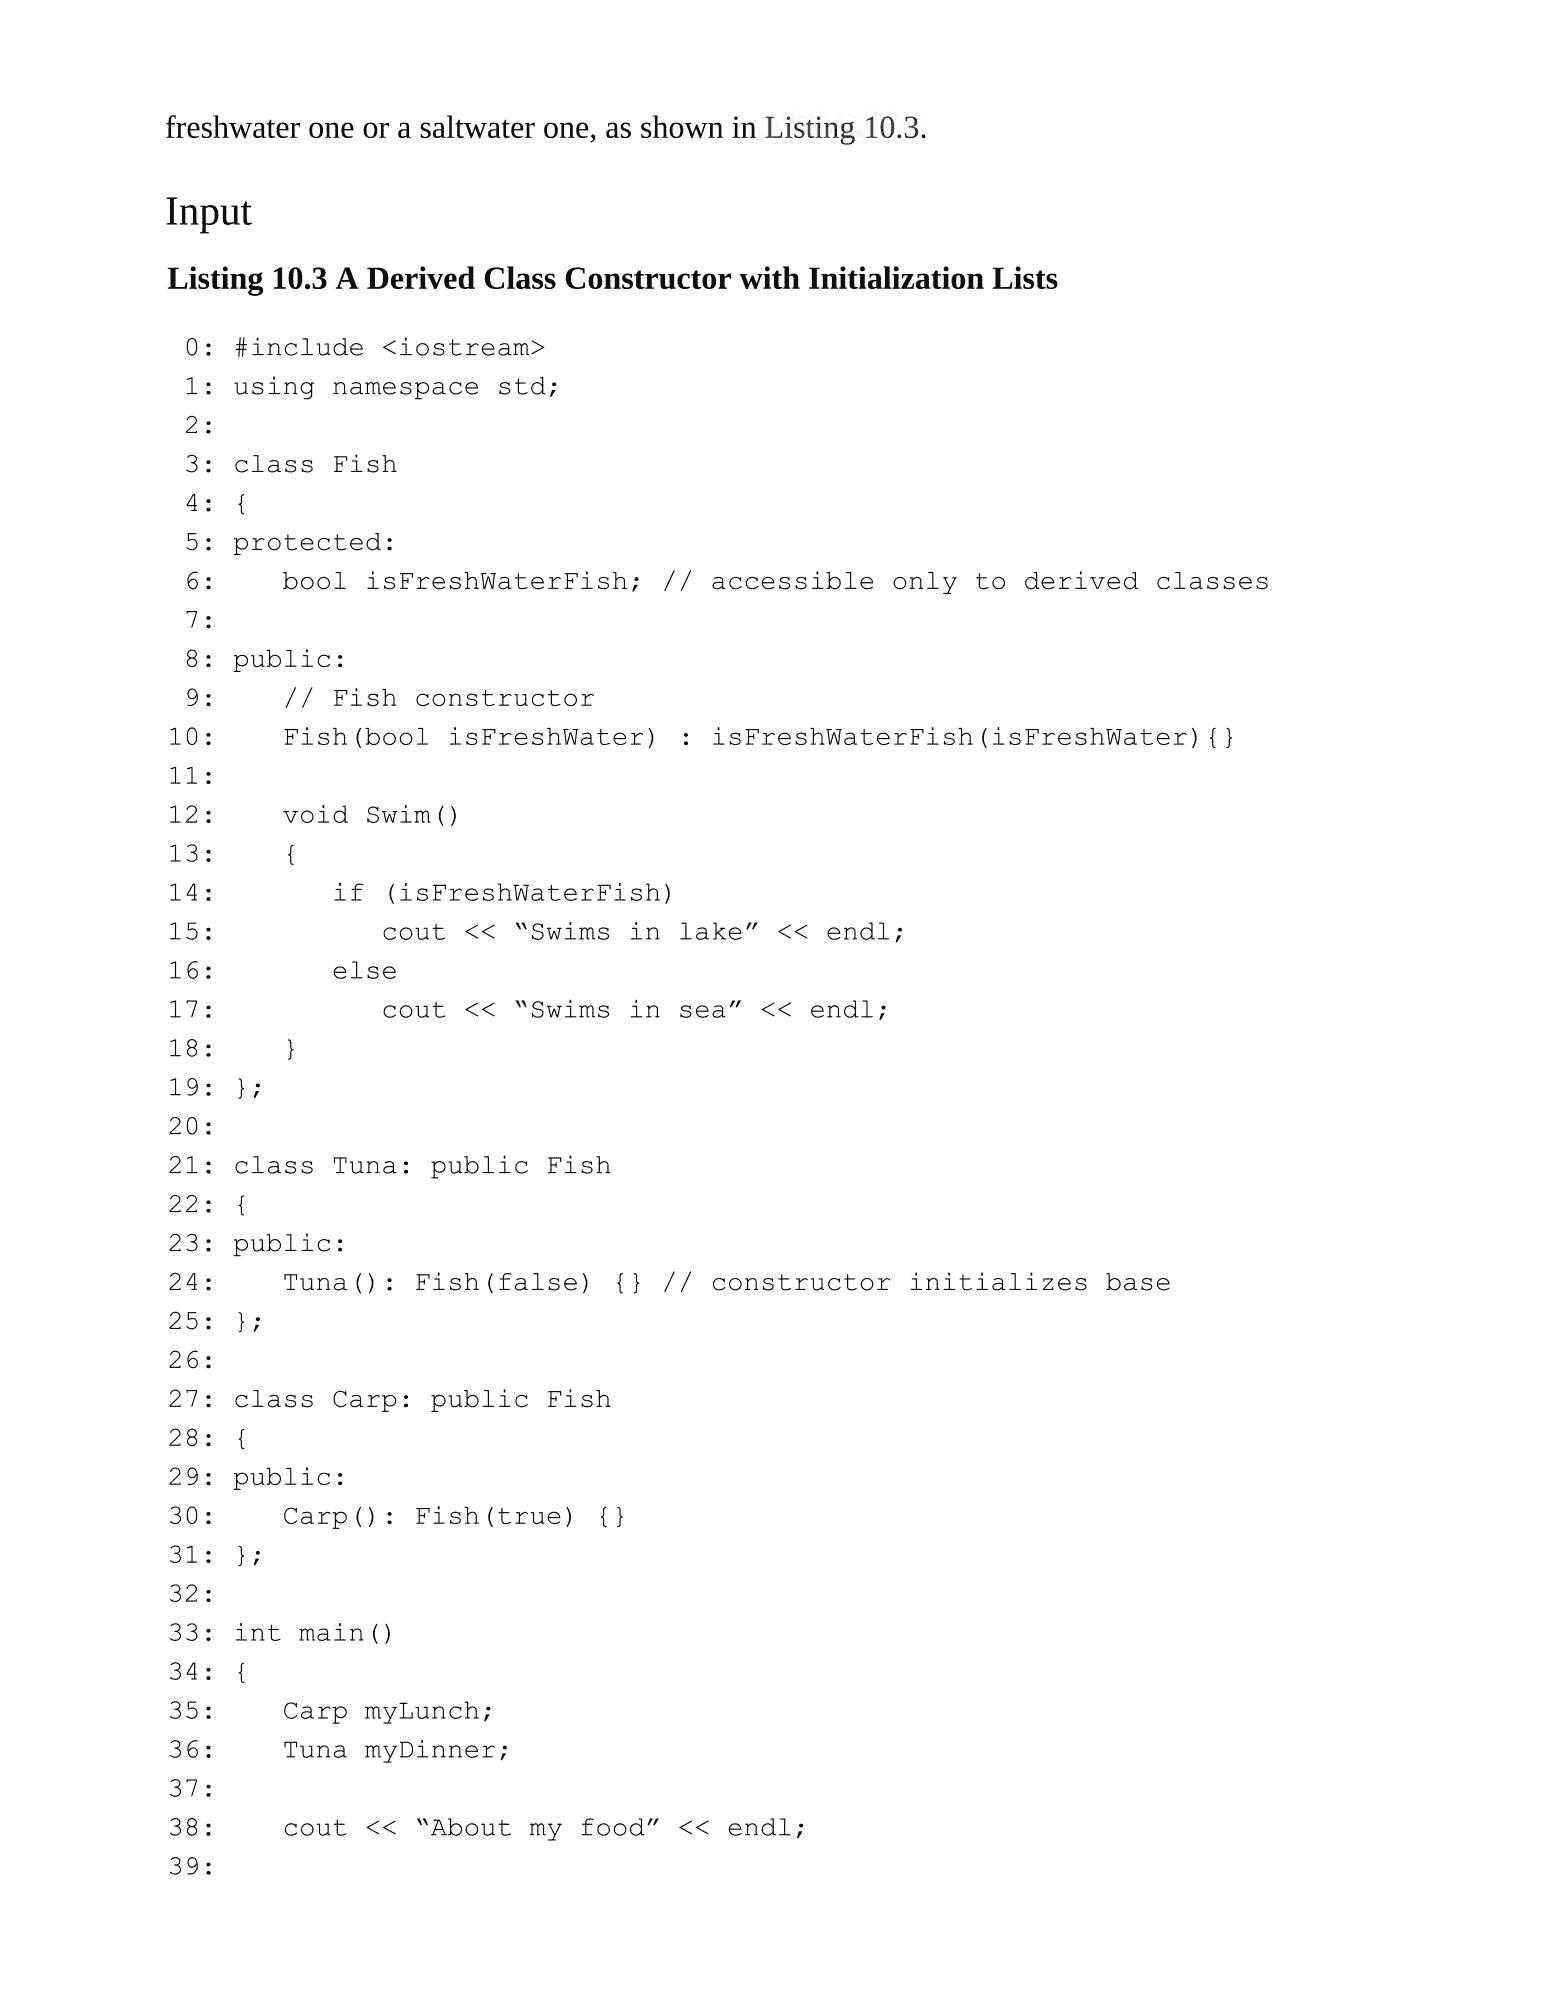 freshwater one or a saltwater one, as shown in Listing 10.3.
Input
Listing 10.3 A Derived Class Constructor with Initialization Lists
 0: #include <iostream>
 1: using namespace std;
 2:
 3: class Fish
 4: {
 5: protected:
 6:    bool isFreshWaterFish; // accessible only to derived classes
 7:
 8: public:
 9:    // Fish constructor
10:    Fish(bool isFreshWater) : isFreshWaterFish(isFreshWater){}
11:
12:    void Swim()
13:    {
14:       if (isFreshWaterFish)
15:          cout << “Swims in lake” << endl;
16:       else
17:          cout << “Swims in sea” << endl;
18:    }
19: };
20:
21: class Tuna: public Fish
22: {
23: public:
24:    Tuna(): Fish(false) {} // constructor initializes base
25: };
26:
27: class Carp: public Fish
28: {
29: public:
30:    Carp(): Fish(true) {}
31: };
32:
33: int main()
34: {
35:    Carp myLunch;
36:    Tuna myDinner;
37:
38:    cout << “About my food” << endl;
39: